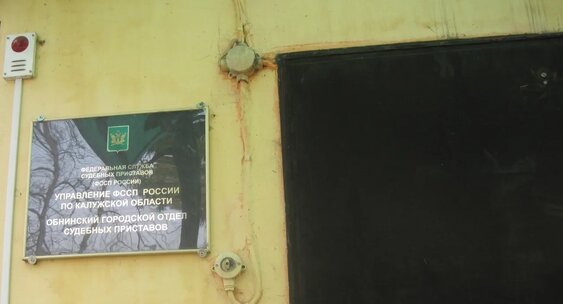 ФЕДЕРАЛЬНАЯ СЛУЖБА
СУДЕБНЫХ ПРИСТАВОВ
(ФССП РОССИИ)
УПРАВЛЕНИЕ ФССП РОССИИ
ПО КАЛУЖСКОЙ ОБЛАСТИ
ОБНИНСКИЙ ГОРОДСКОЙ ОТДЕЛ
СУДЕБНЫХ ПРИСТАВОВ